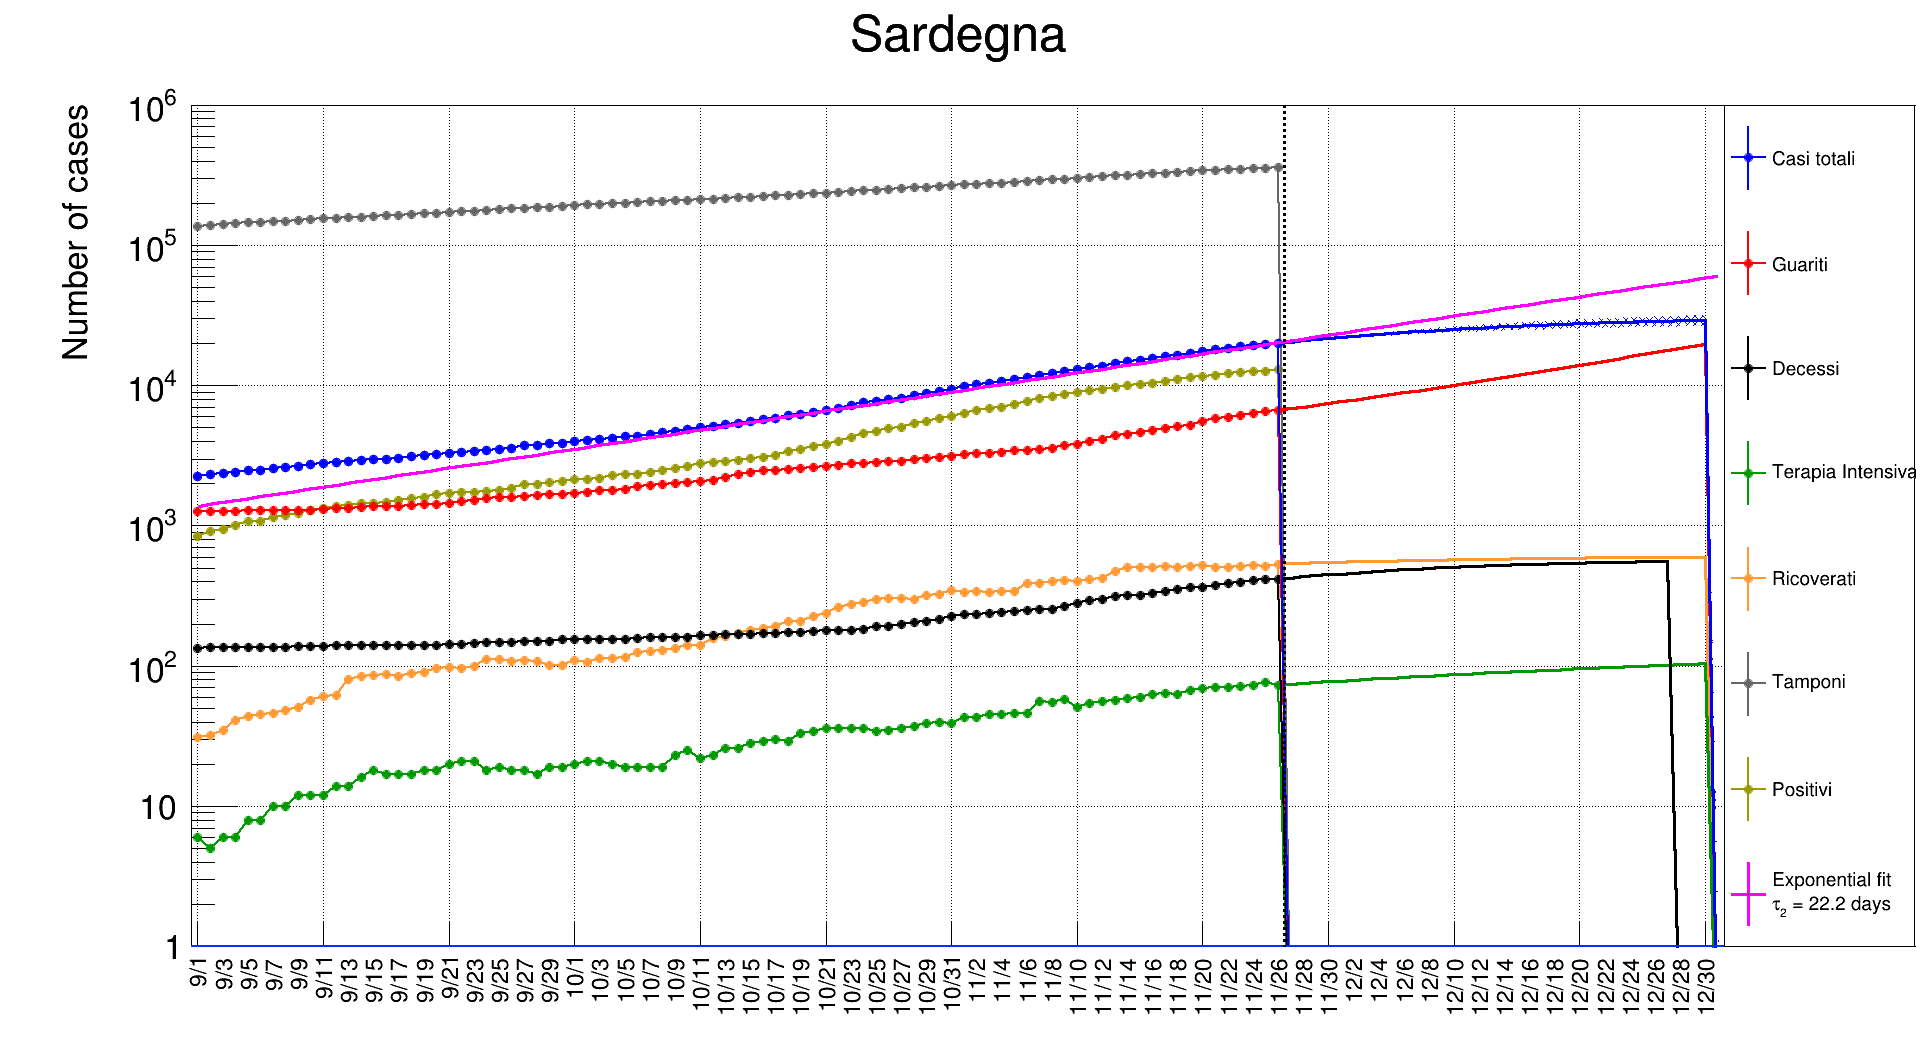 Sardegna
Number of cases
10^6
10^5
10^4
10^3
10^2
10
1
9/1 9/3 9/5 9/7 9/9 9/11 9/13 9/15 9/17 9/19 9/21 9/23 9/25 9/27 9/29 10/1 10/3 10/5 10/7 10/9 10/11 10/13 10/15 10/17 10/19 10/21 10/23 10/25 10/27 10/29 10/31 11/2 11/4 11/6 11/8 11/10 11/12 11/14 11/16 11/18 11/20 11/22 11/24 11/26 11/28 11/30 12/2 12/4 12/6 12/8 12/10 12/12 12/14 12/16 12/18 12/20 12/22 12/24 12/26 12/28 12/30
Casi totali
Guariti
Decessi
Terapia Intensiva
Ricoverati
Tamponi
Positivi
Exponential fit
τ₂ = 22.2 days